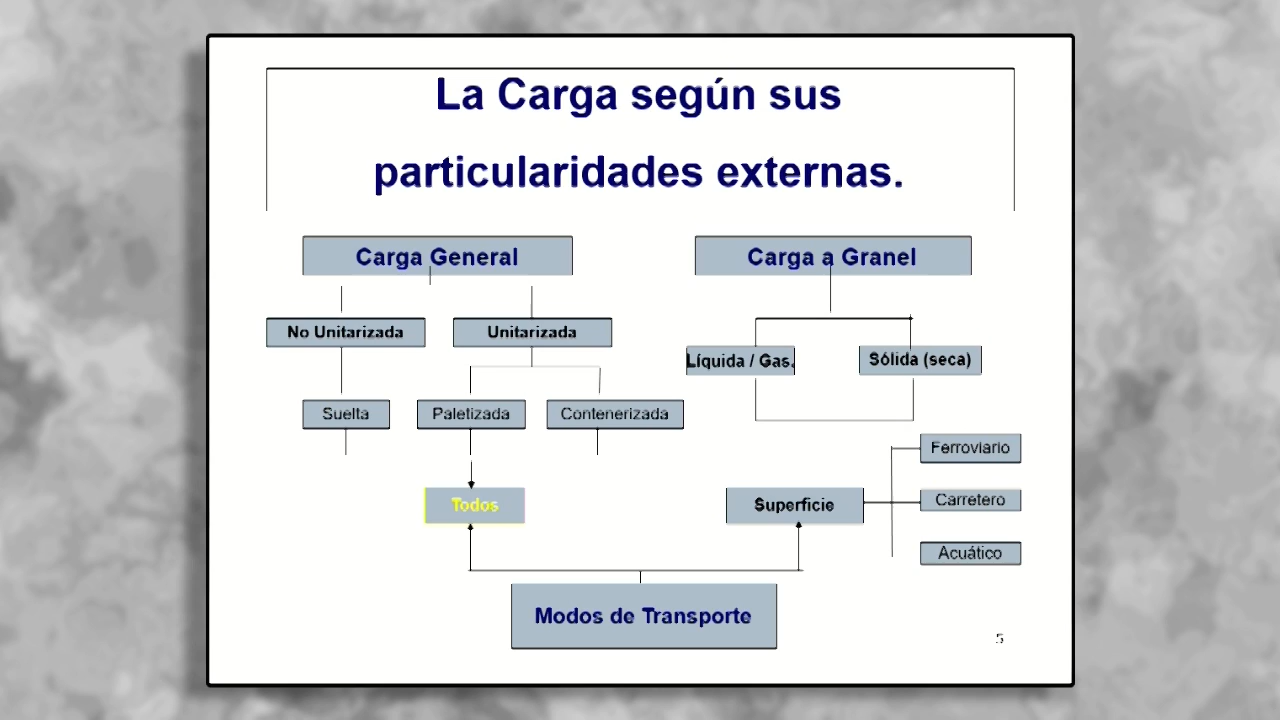 La Carga según sus
particularidades externas.
Carga General
Carga a Granel
No Unitarizada
Unitarizada
Líquida / Gas.
Sólida (seca)
Suelta
Paletizada
Contenerizada
Ferroviario
Todos
Superficie
Carretero
Acuático
Modos de Transporte
5